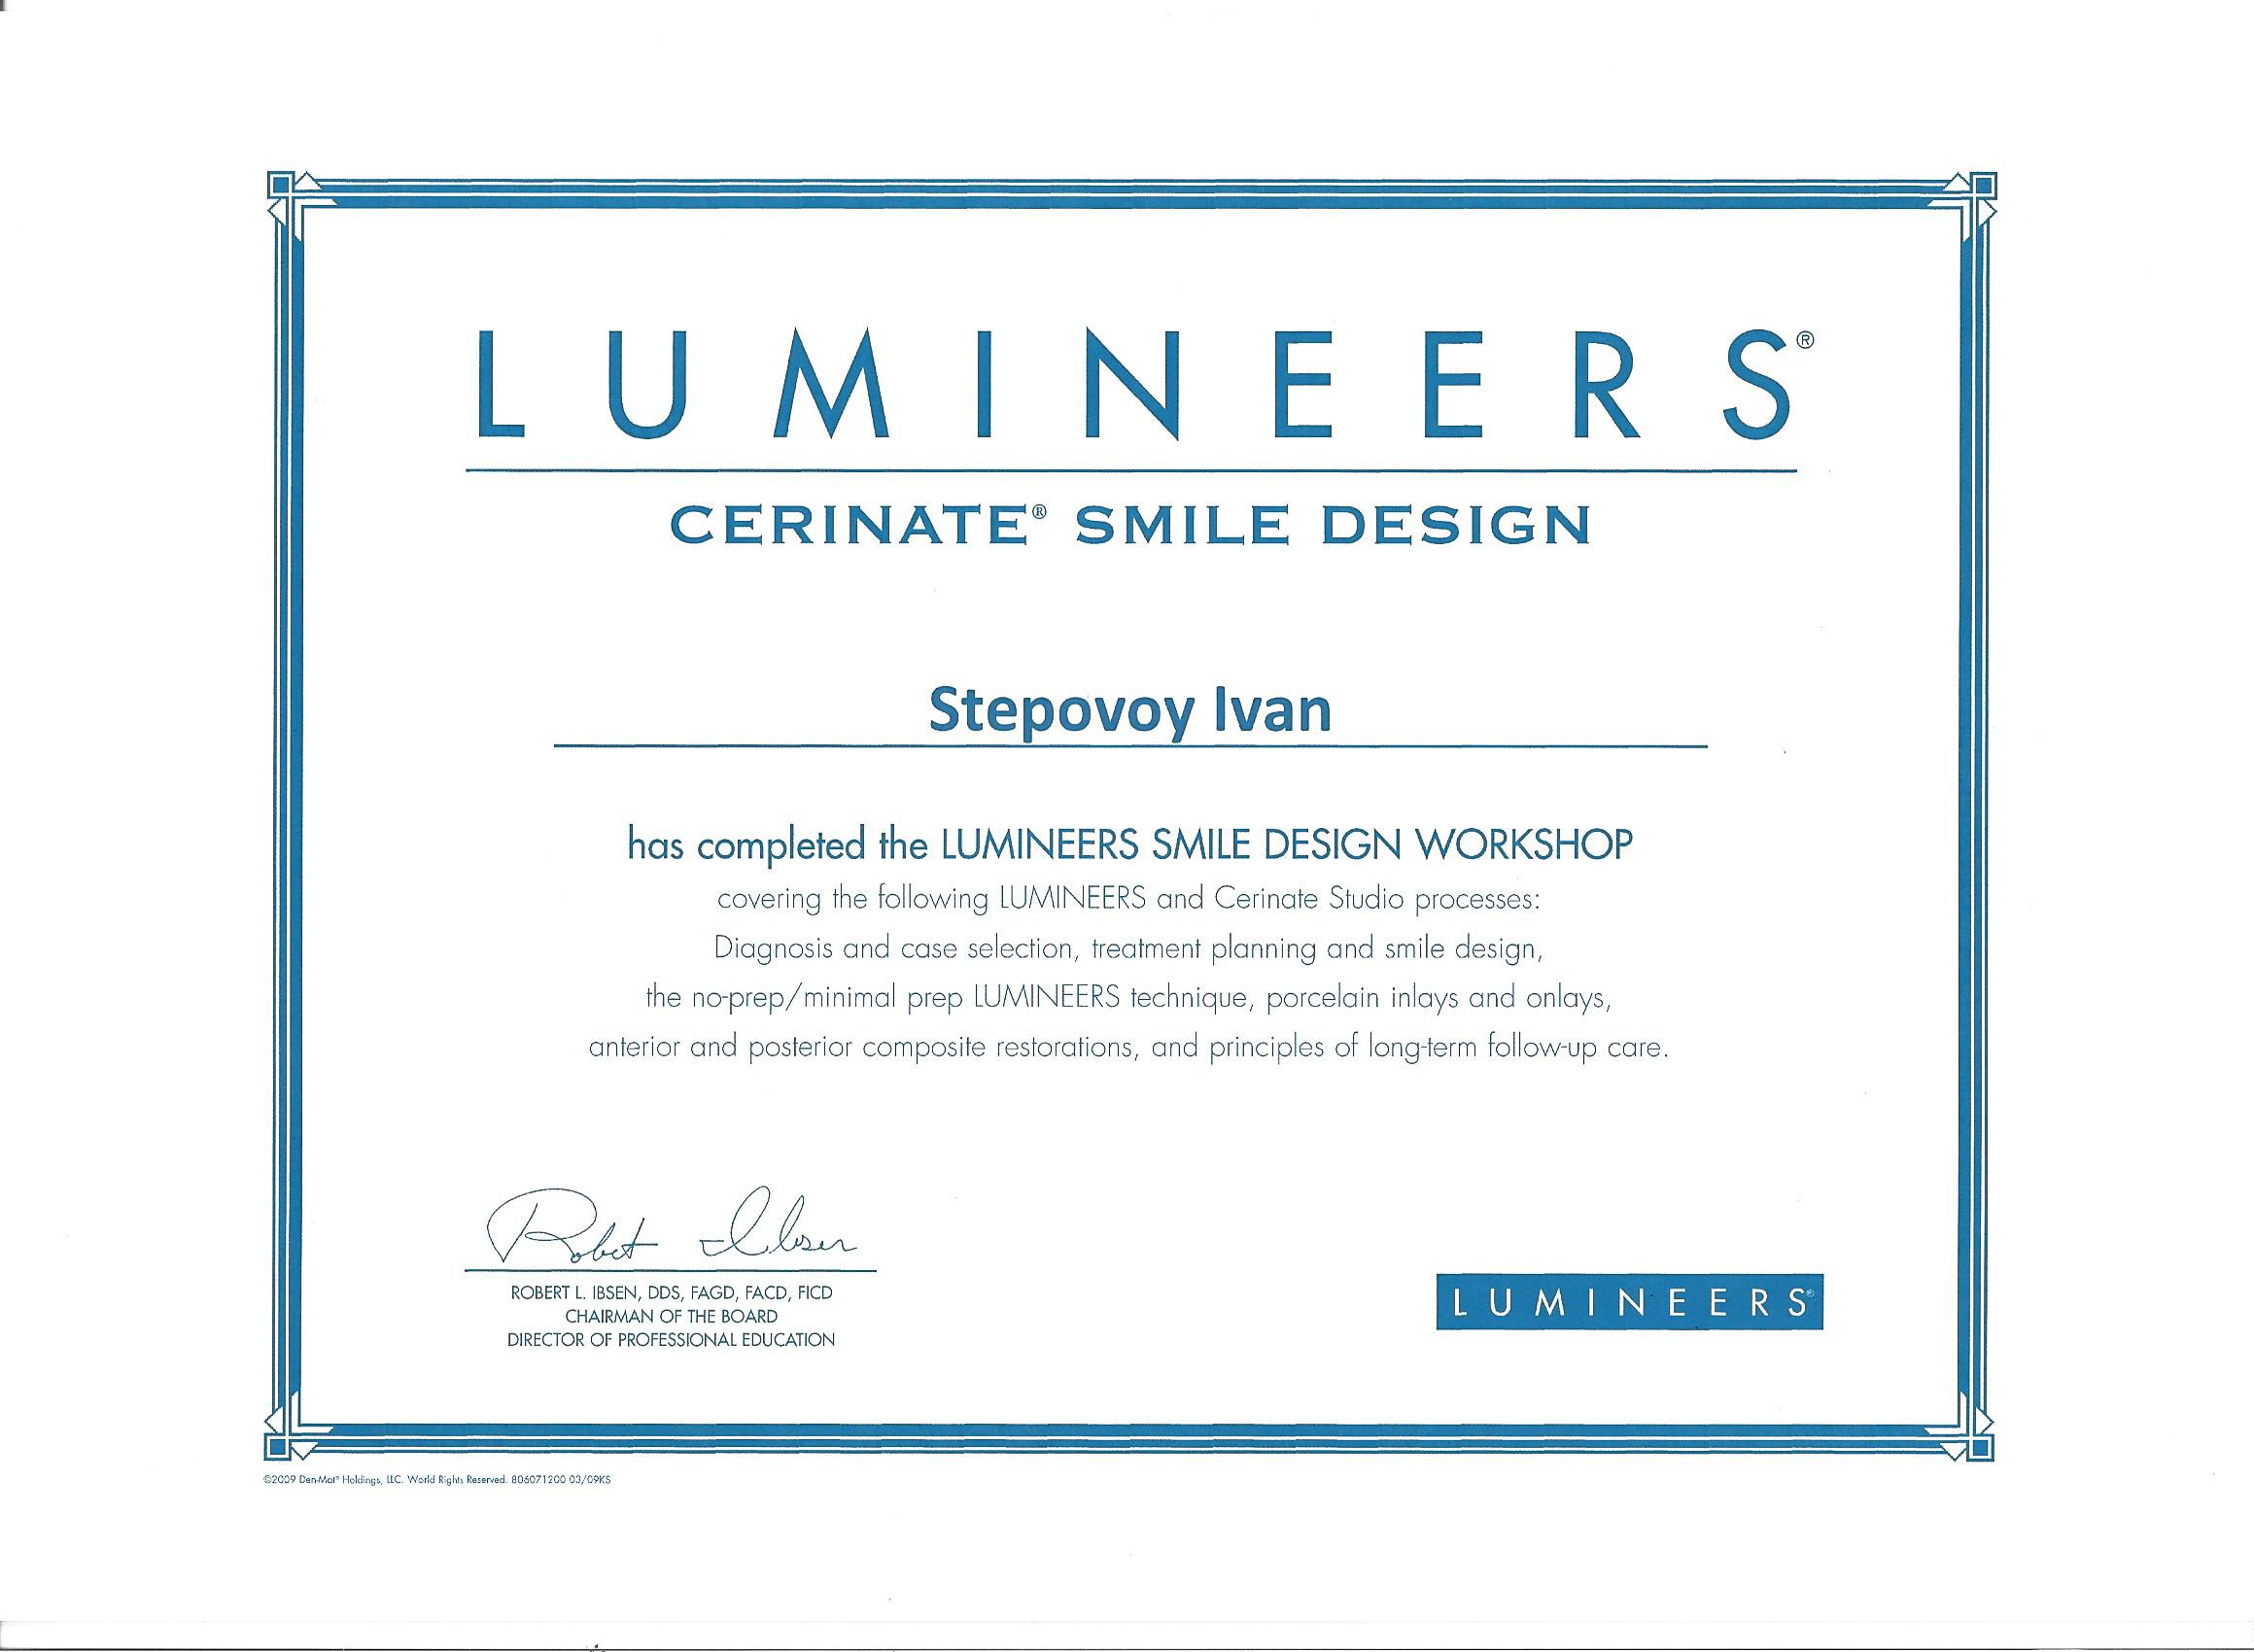 LUMINEERS®
CERINATE® SMILE DESIGN
Stepovoy Ivan
has completed the LUMINEERS SMILE DESIGN WORKSHOP
covering the following LUMINEERS and Cerinate Studio processes:
Diagnosis and case selection, treatment planning and smile design,
the no-prep/minimal prep LUMINEERS technique, porcelain inlays and onlays,
anterior and posterior composite restorations, and principles of long-term follow-up care.
Robert Ibsen
ROBERT L. IBSEN, DDS, FAGD, FACD, FICD
CHAIRMAN OF THE BOARD
DIRECTOR OF PROFESSIONAL EDUCATION
LUMINEERS®
©2009 Den-Mat® Holdings, LLC. World Rights Reserved. 806071200 03/09KS